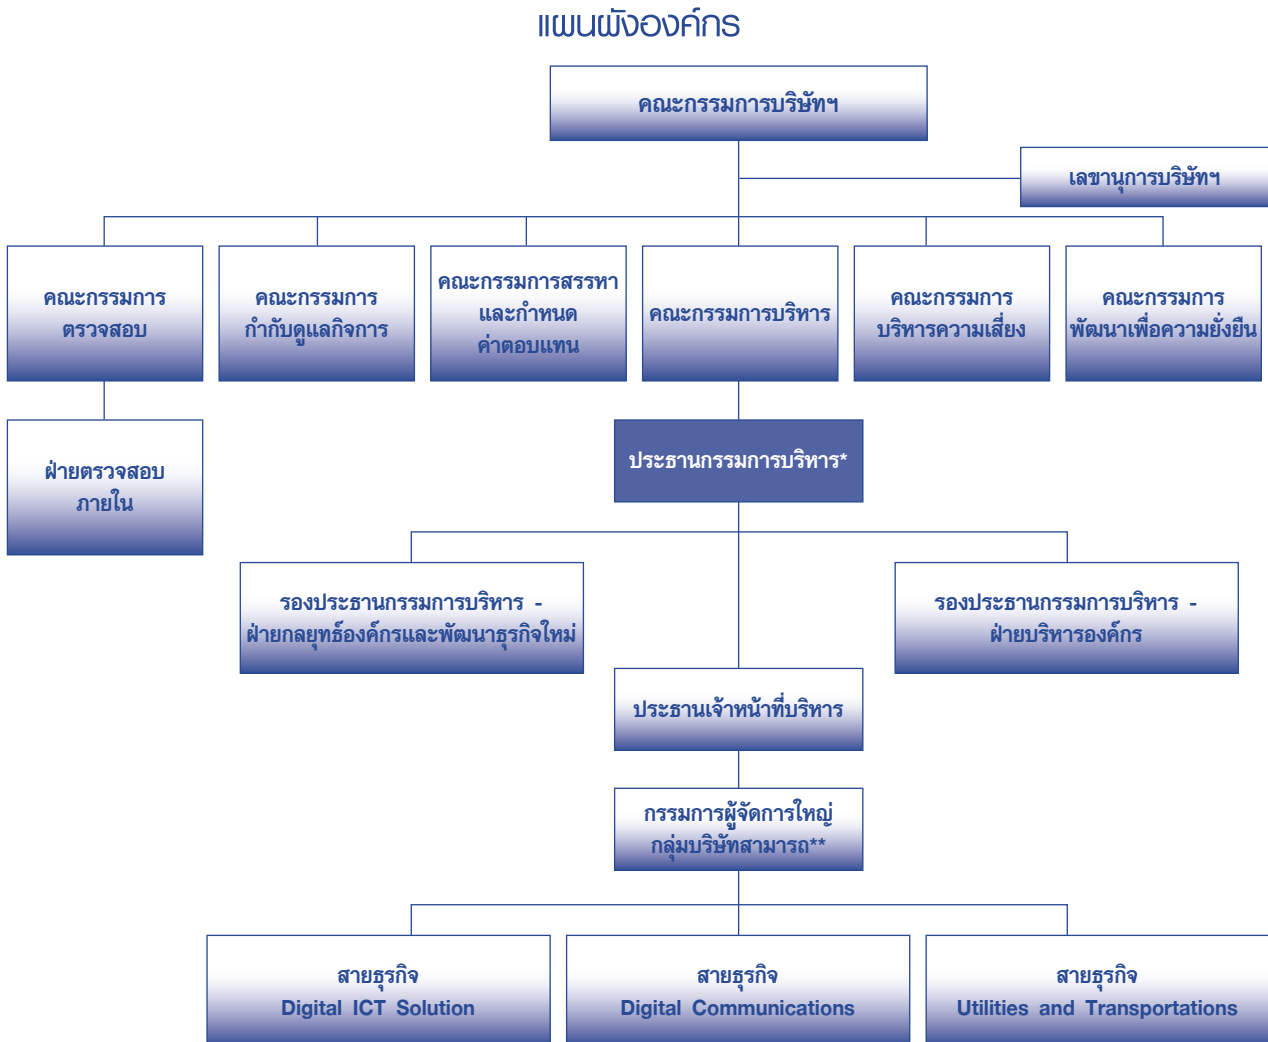 แผนผังองค์กร
คณะกรรมการบริษัทฯ
เลขานุการบริษัทฯ
คณะกรรมการ
ตรวจสอบ
คณะกรรมการ
กำกับดูแลกิจการ
คณะกรรมการสรรหา
และกำหนด
ค่าตอบแทน
คณะกรรมการบริหาร
คณะกรรมการ
บริหารความเสี่ยง
คณะกรรมการ
พัฒนาเพื่อความยั่งยืน
ฝ่ายตรวจสอบ
ภายใน
ประธานกรรมการบริหาร*
รองประธานกรรมการบริหาร -
ฝ่ายกลยุทธ์องค์กรและพัฒนาธุรกิจใหม่
รองประธานกรรมการบริหาร -
ฝ่ายบริหารองค์กร
ประธานเจ้าหน้าที่บริหาร
กรรมการผู้จัดการใหญ่
กลุ่มบริษัทสามารถ**
สายธุรกิจ
Digital ICT Solution
สายธุรกิจ
Digital Communications
สายธุรกิจ
Utilities and Transportations